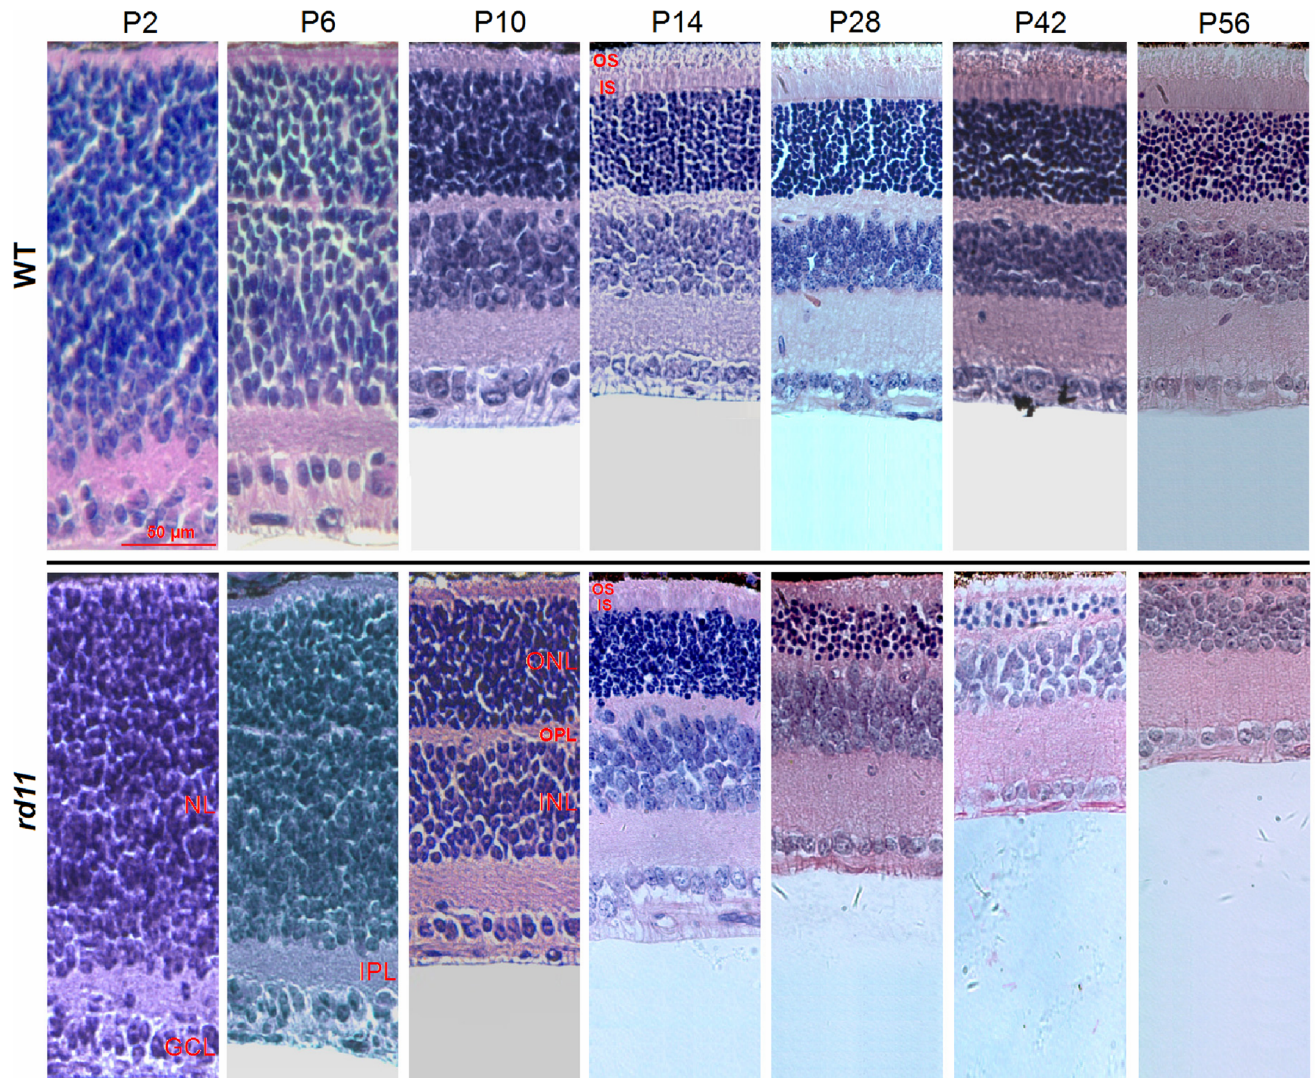 P2 P6 P10 P14 P28 P42 P56
WT
OS
IS
50 µm
rd11
OS
IS
ONL
OPL
INL
NL
IPL
GCL